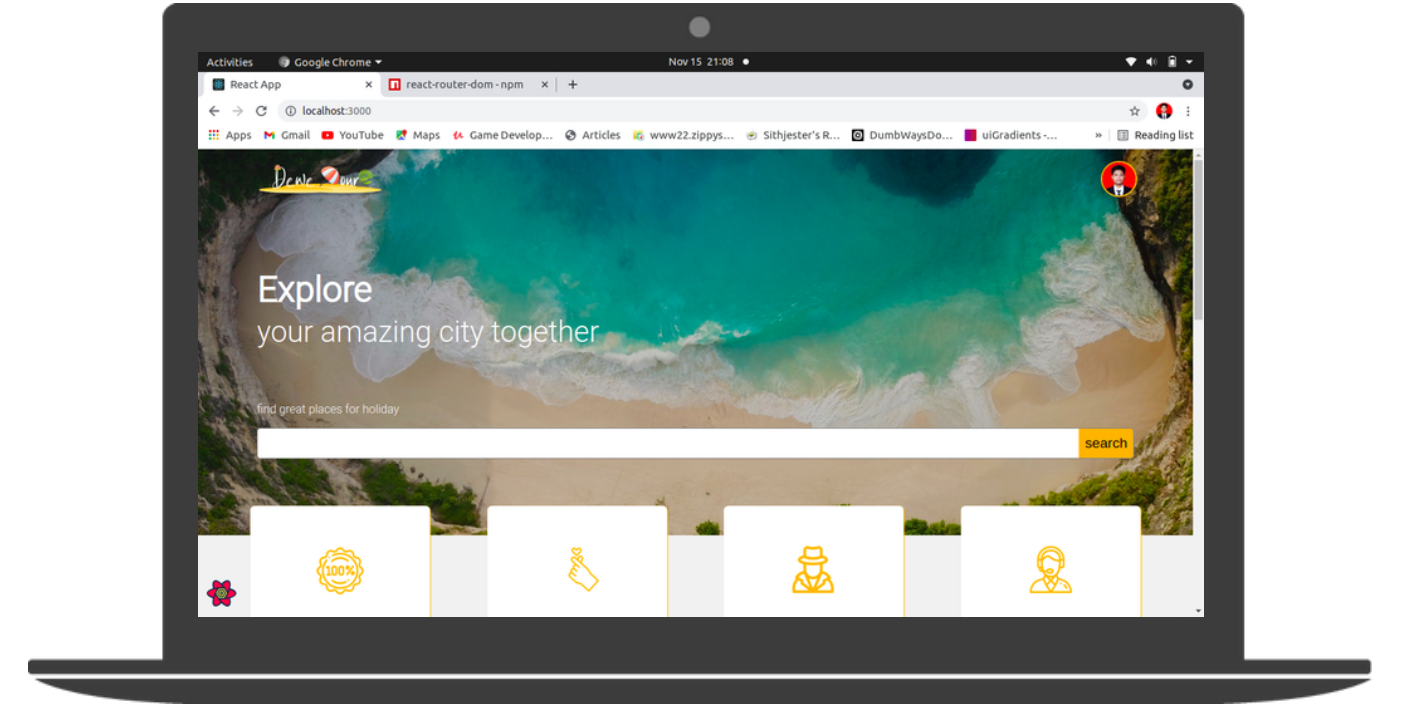 Activities Google Chrome Nov 15 21:08
React App × react-router-dom - npm × +
localhost:3000
Apps Gmail YouTube Maps Game Develop... Articles www22.zippys... Sithjester's R... DumbWaysDo... uiGradients -... » Reading list
Explore
your amazing city together
find great places for holiday
search
100%